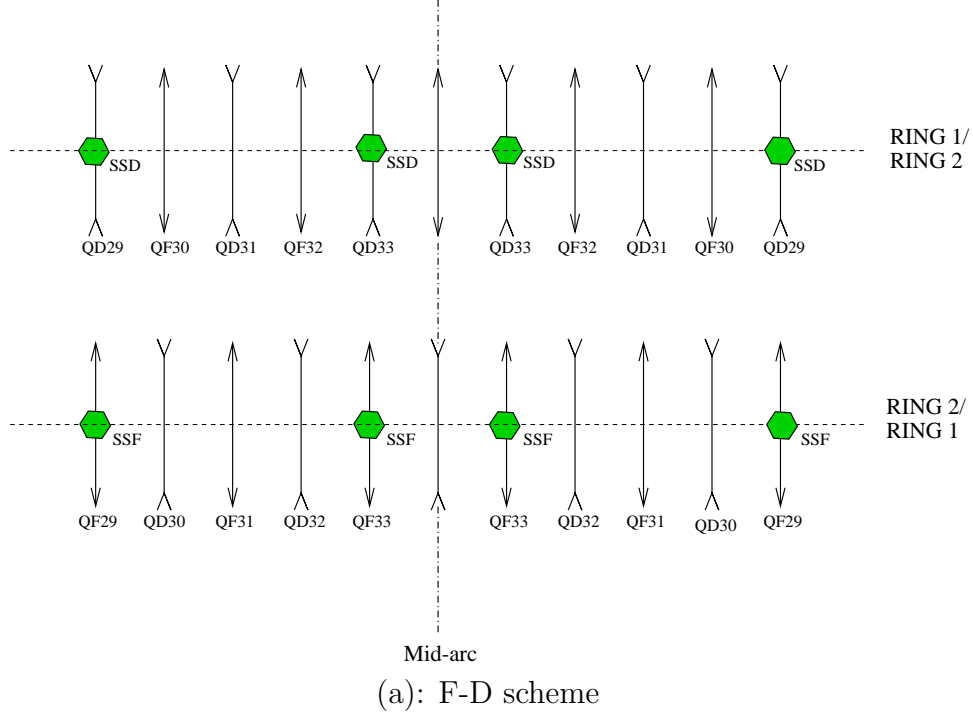 RING 1/
RING 2
SSD SSD SSD SSD
QD29 QF30 QD31 QF32 QD33 QD33 QF32 QD31 QF30 QD29
RING 2/
RING 1
SSF SSF SSF SSF
QF29 QD30 QF31 QD32 QF33 QF33 QD32 QF31 QD30 QF29
Mid-arc
(a): F-D scheme